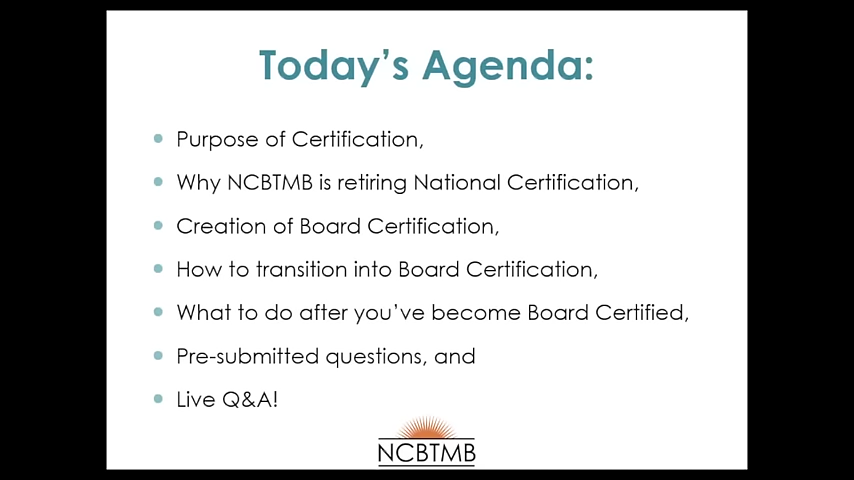 Today's Agenda:
Purpose of Certification,
Why NCBTMB is retiring National Certification,
Creation of Board Certification,
How to transition into Board Certification,
What to do after you've become Board Certified,
Pre-submitted questions, and
Live Q&A!
NCBTMB